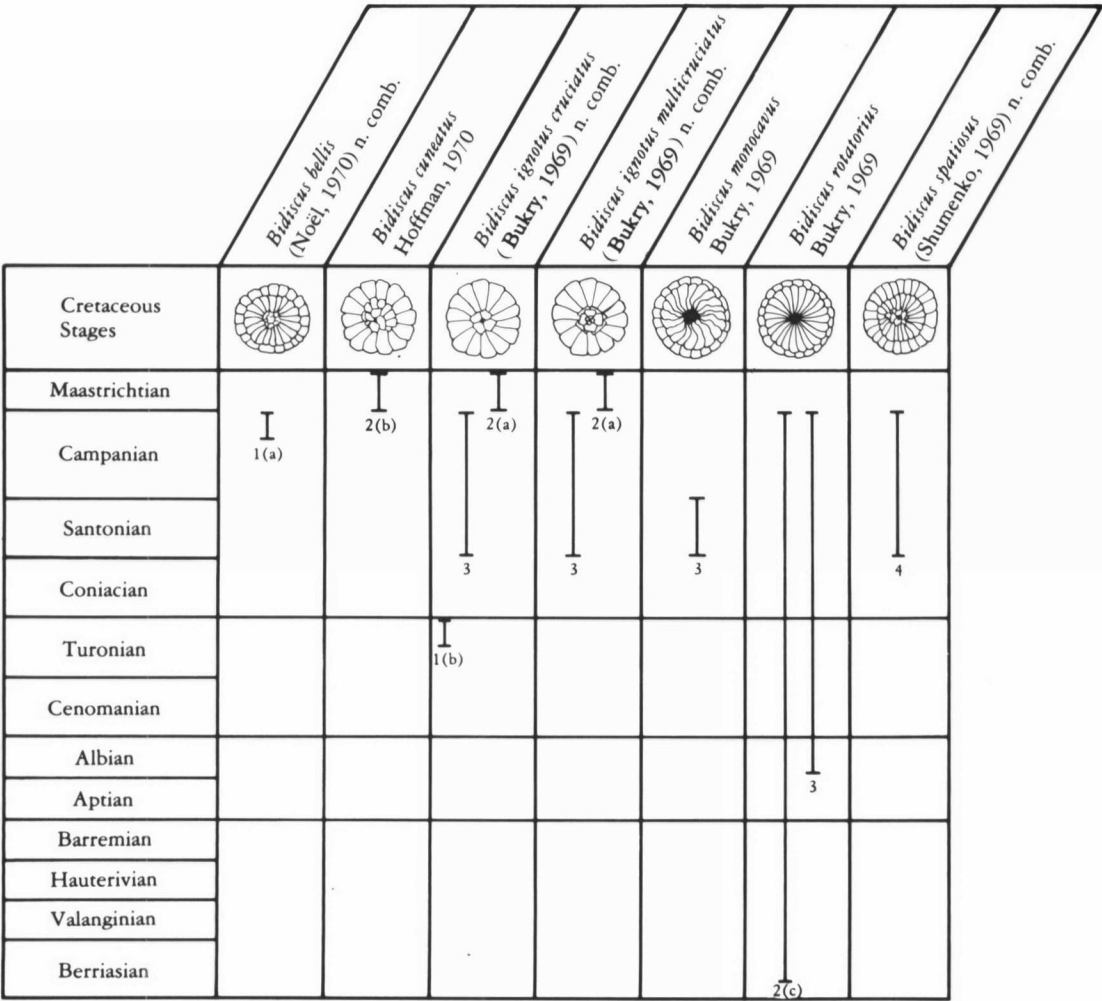 Bidiscus bellis
(Noël, 1970) n. comb.
Bidiscus cuneatus
Hoffman, 1970
Bidiscus ignotus cruciatus
( Bukry, 1969) n. comb.
Bidiscus ignotus multicruciatus
( Bukry, 1969) n. comb.
Bidiscus monocavus
Bukry, 1969
Bidiscus rotatorius
Bukry, 1969
Bidiscus spatiosus
(Shumenko, 1969) n. comb.
Cretaceous
Stages
Maastrichtian
2(b)
2(a)
2(a)
Campanian
1(a)
Santonian
3
3
3
4
Coniacian
Turonian
1(b)
Cenomanian
Albian
3
Aptian
Barremian
Hauterivian
Valanginian
Berriasian
2(c)